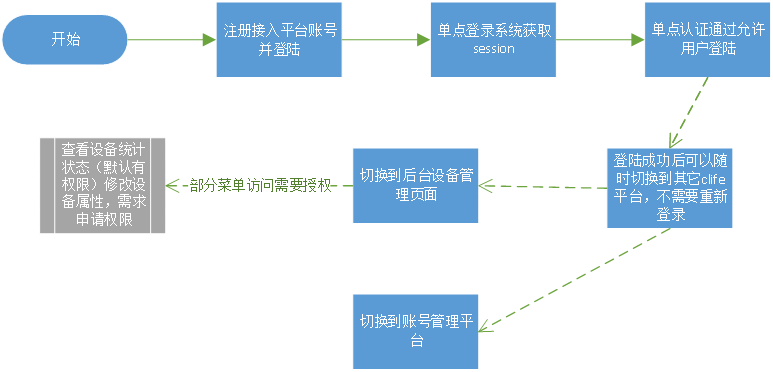 开始
注册接入平台账号
并登陆
单点登录系统获取
session
单点认证通过允许
用户登陆
查看设备统计
状态（默认有
权限）修改设
备属性，需求
申请权限
部分菜单访问需要授权
切换到后台设备管
理页面
登陆成功后可以随
时切换到其它clife
平台，不需要重新
登录
切换到账号管理平
台